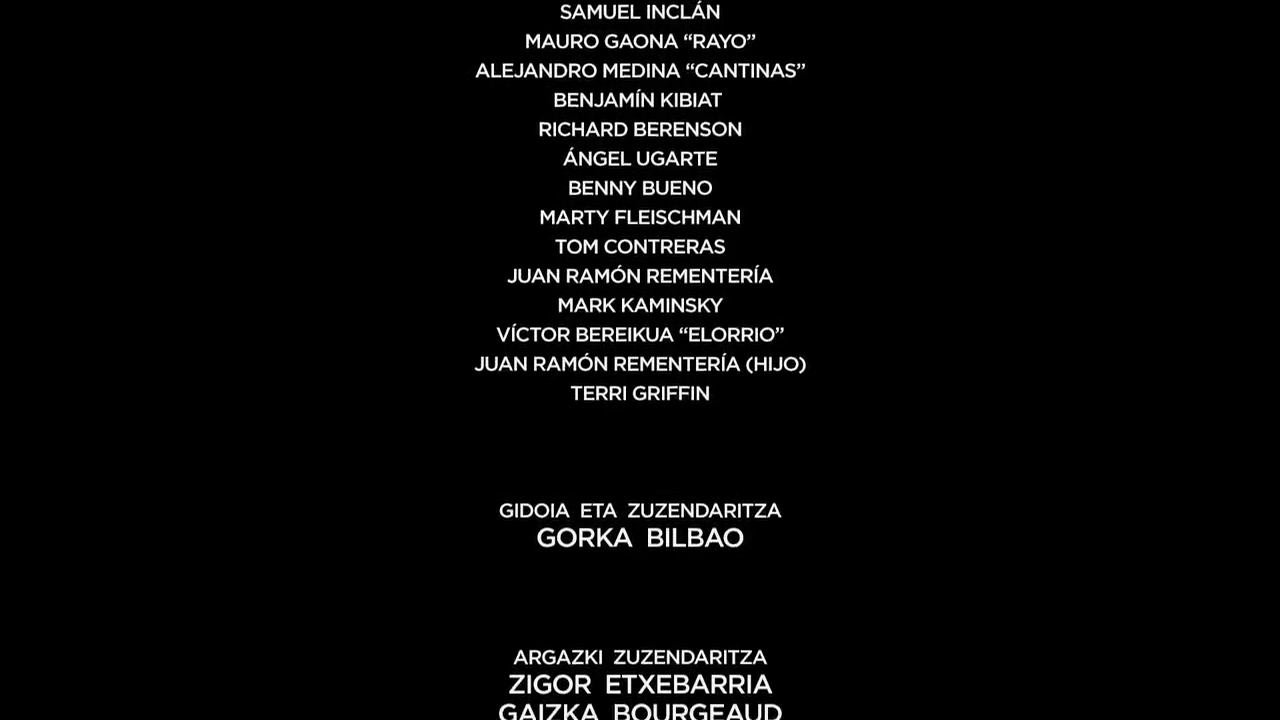 SAMUEL INCLÁN
MAURO GAONA “RAYO”
ALEJANDRO MEDINA “CANTINAS”
BENJAMÍN KIBIAT
RICHARD BERENSON
ÁNGEL UGARTE
BENNY BUENO
MARTY FLEISCHMAN
TOM CONTRERAS
JUAN RAMÓN REMENTERÍA
MARK KAMINSKY
VÍCTOR BEREIKUA “ELORRIO”
JUAN RAMÓN REMENTERÍA (HIJO)
TERRI GRIFFIN
GIDOIA ETA ZUZENDARITZA
GORKA BILBAO
ARGAZKI ZUZENDARITZA
ZIGOR ETXEBARRIA
GAIZKA BOURGEAUD